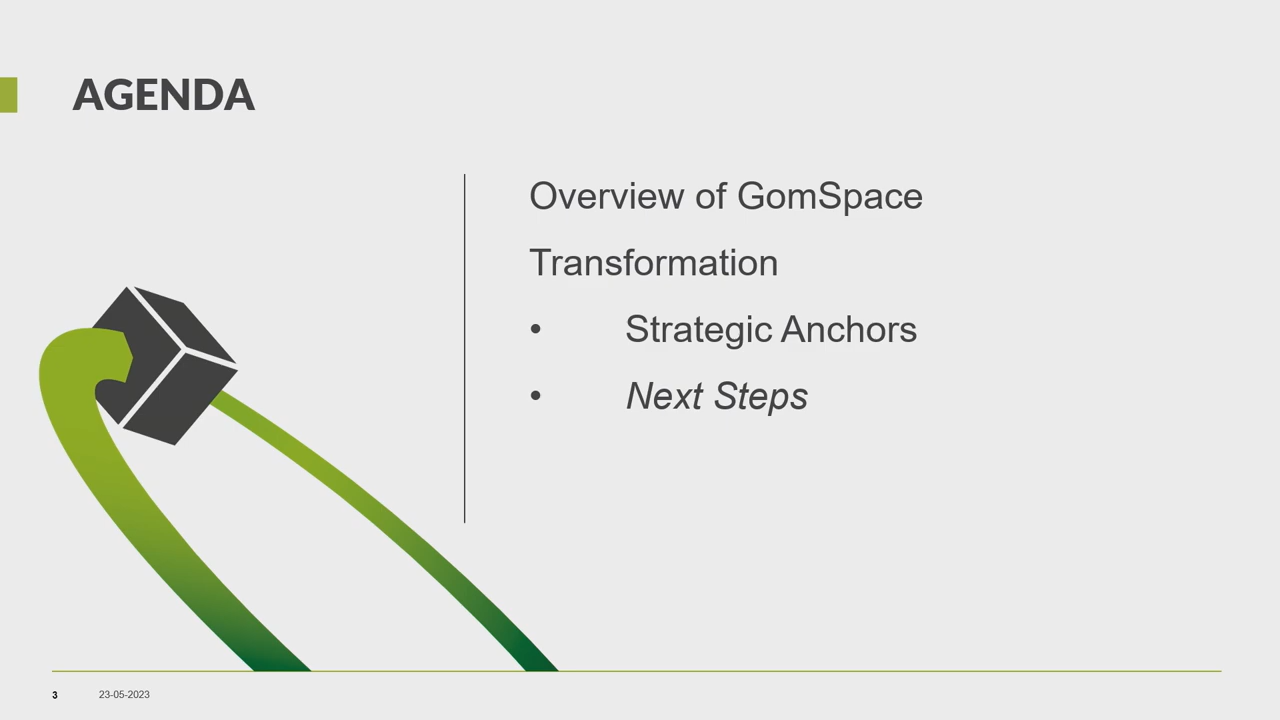 AGENDA
Overview of GomSpace
Transformation
• Strategic Anchors
• Next Steps
3 23-05-2023